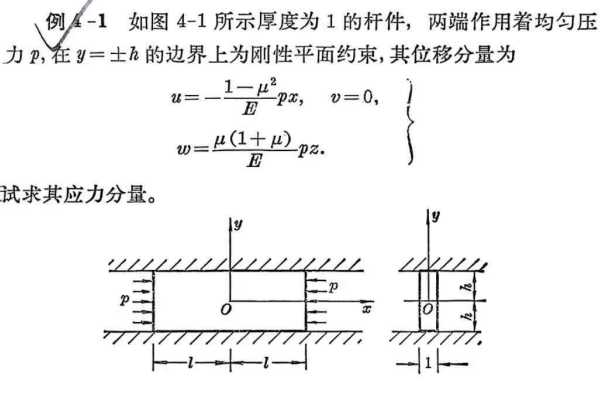 例 4-1 如图 4-1 所示厚度为 1 的杆件, 两端作用着均匀压
力 p, 在 y=±h 的边界上为刚性平面约束, 其位移分量为
u=-\frac{1-μ²}{E}px, v=0,
w=\frac{μ(1+μ)}{E}pz.
试求其应力分量。
y
y
p
p
O
x
O
h
h
l
l
1